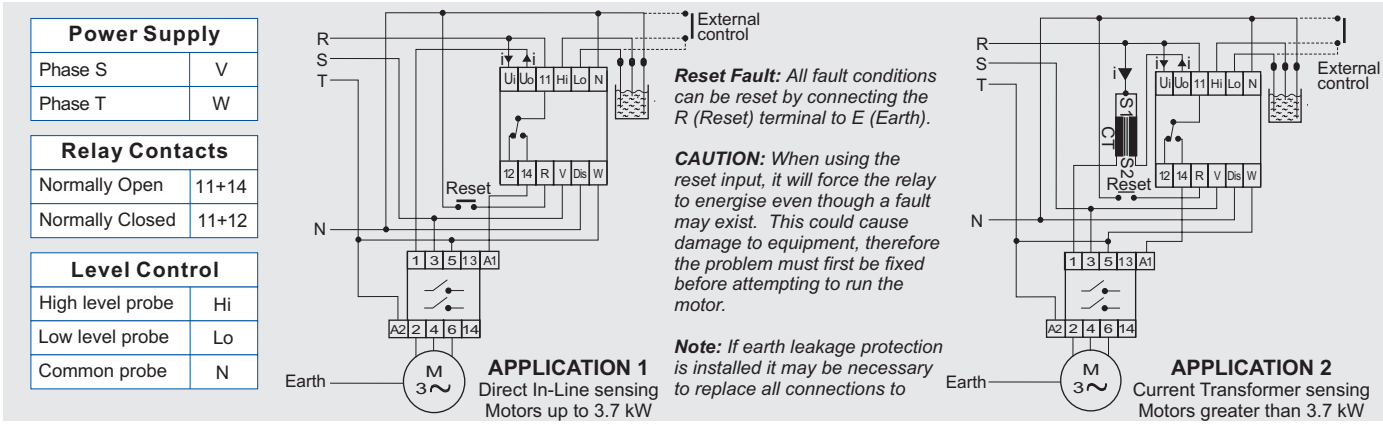 Power Supply
Phase S V
Phase T W
Relay Contacts
Normally Open 11+14
Normally Closed 11+12
Level Control
High level probe Hi
Low level probe Lo
Common probe N
R
S
T
i i
Ui Uo 11 Hi Lo N
External
control
12 14 R V Dis W
Reset
N
1 3 5 13 A1
A2 2 4 6 14
M
3~
Earth
APPLICATION 1
Direct In-Line sensing
Motors up to 3.7 kW
Reset Fault: All fault conditions
can be reset by connecting the
R (Reset) terminal to E (Earth).
CAUTION: When using the
reset input, it will force the relay
to energise even though a fault
may exist. This could cause
damage to equipment, therefore
the problem must first be fixed
before attempting to run the
motor.
Note: If earth leakage protection
is installed it may be necessary
to replace all connections to
R
S
T
i
i i
Ui Uo 11 Hi Lo N
External
control
S1
CT
S2
12 14 R V Dis W
Reset
N
1 3 5 13 A1
A2 2 4 6 14
M
3~
Earth
APPLICATION 2
Current Transformer sensing
Motors greater than 3.7 kW